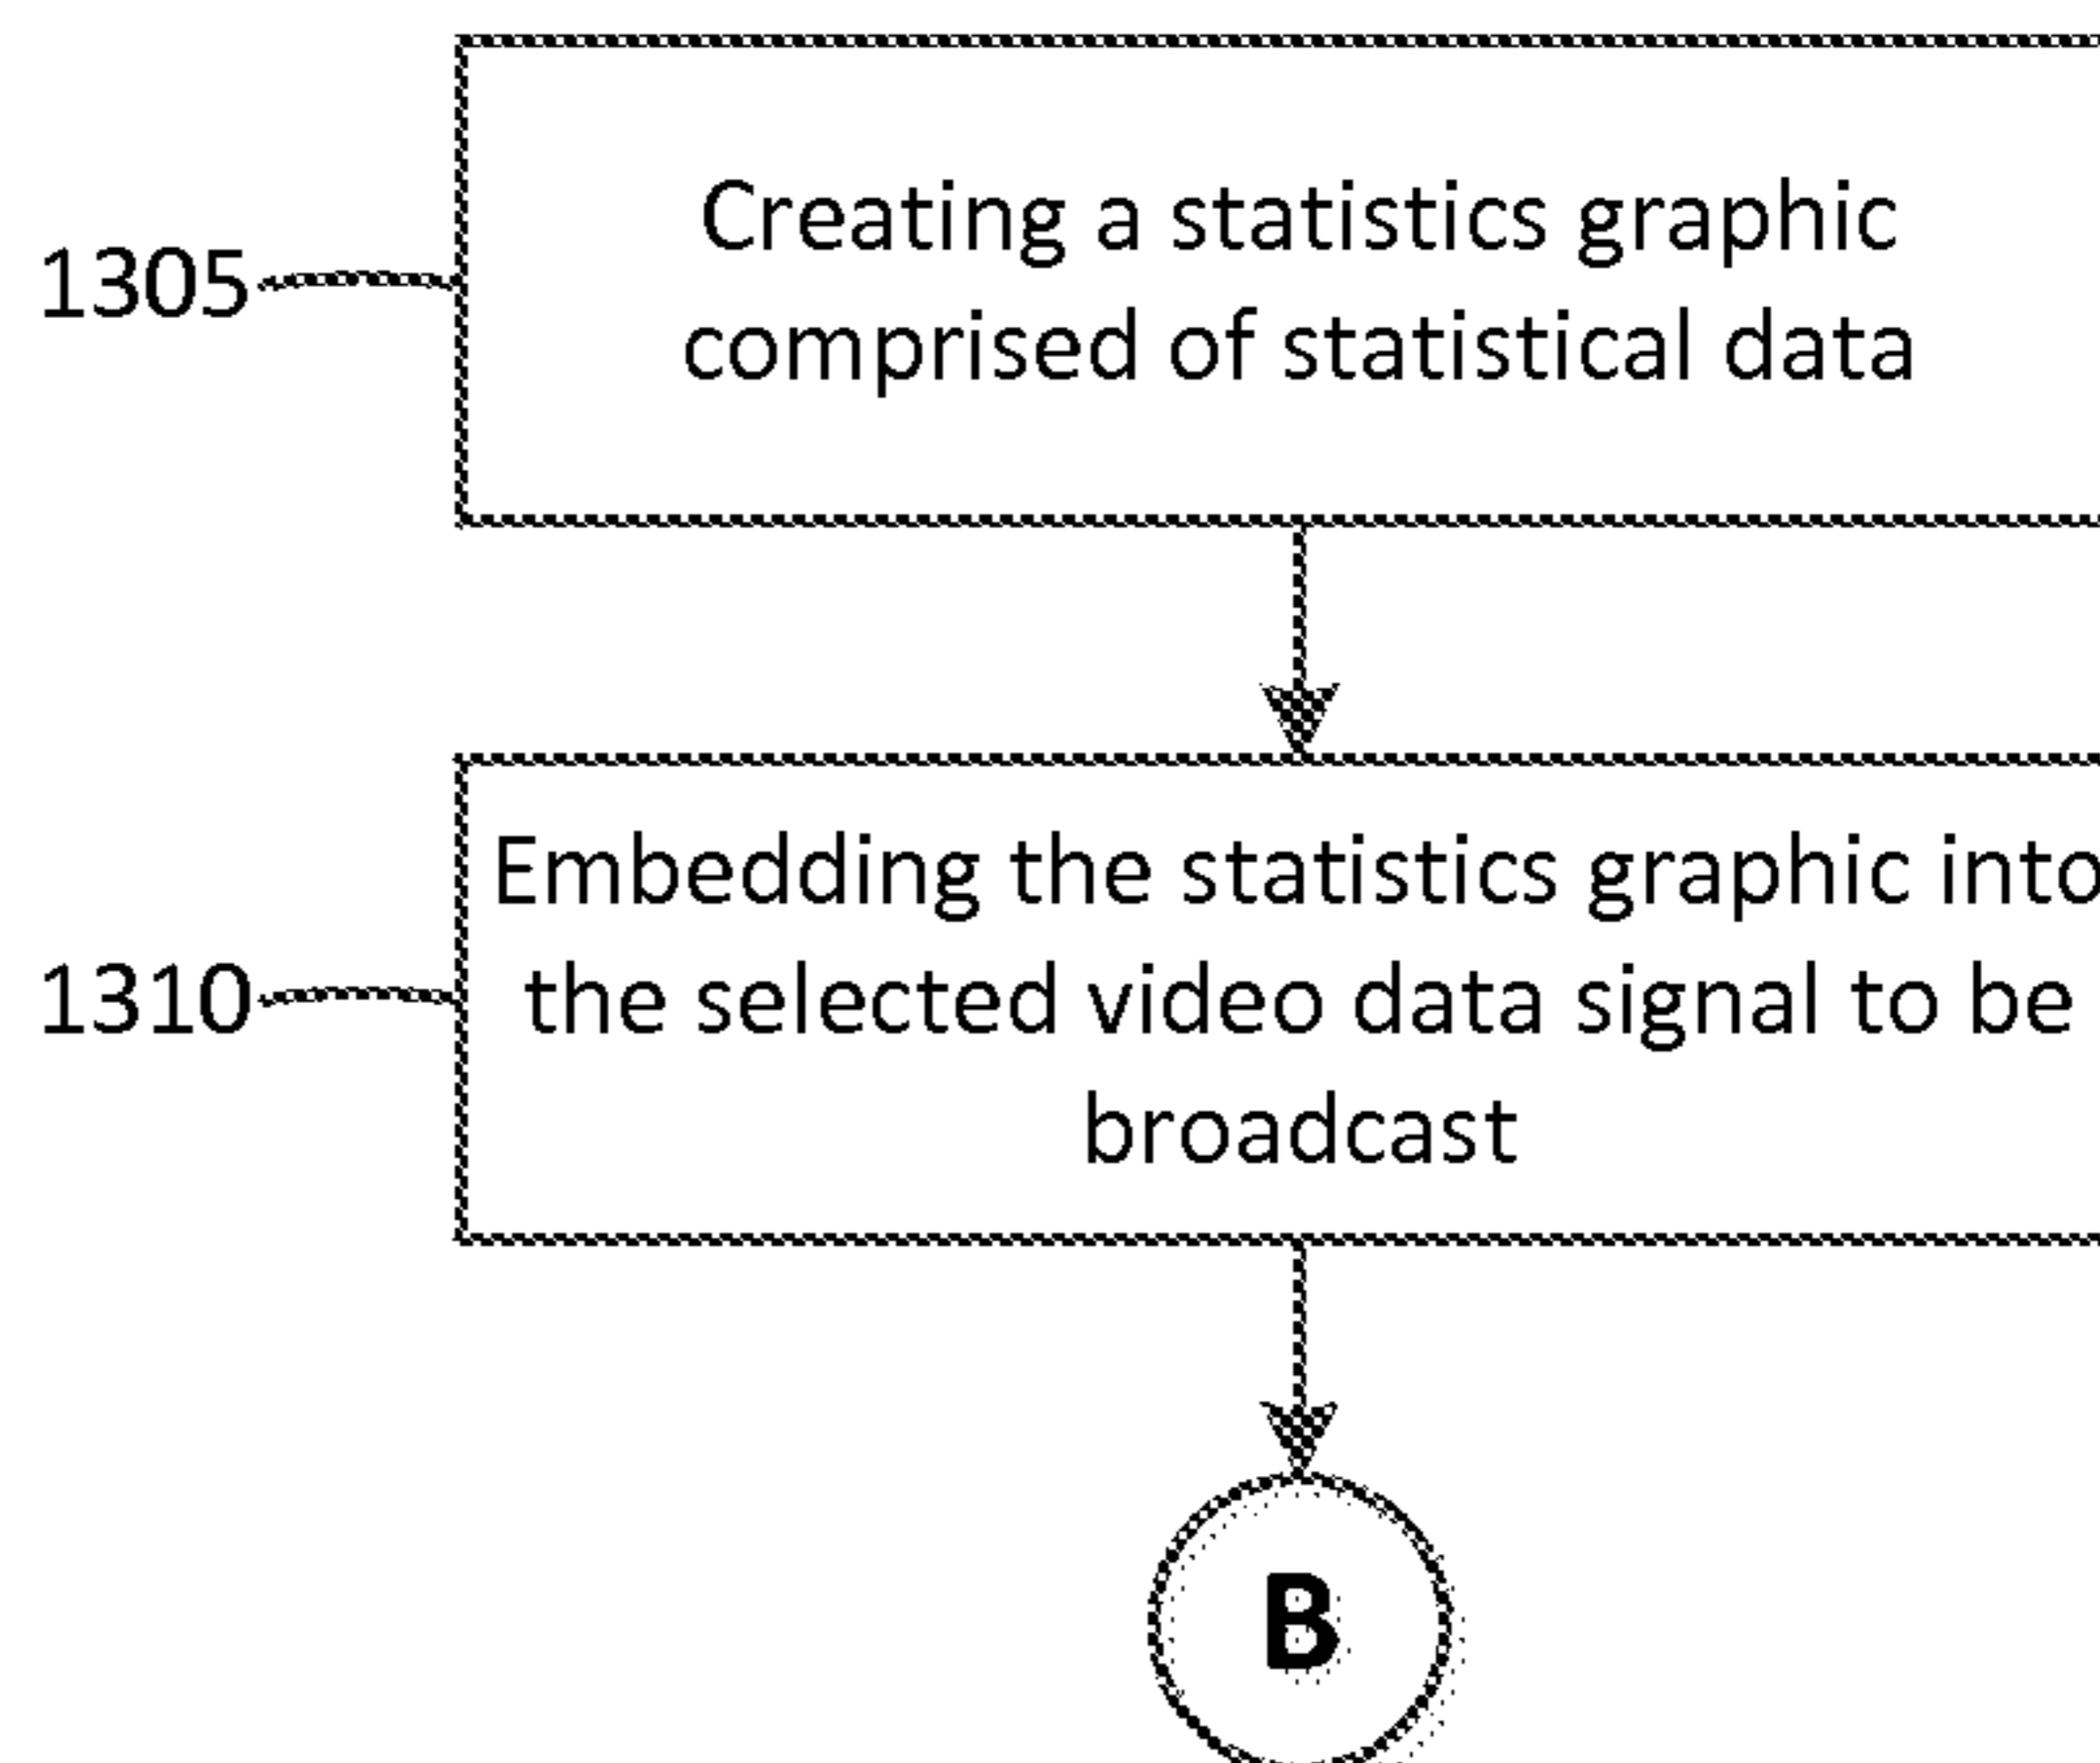 Creating a statistics graphic
1305
comprised of statistical data
Embedding the statistics graphic into
1310
the selected video data signal to be
broadcast
B